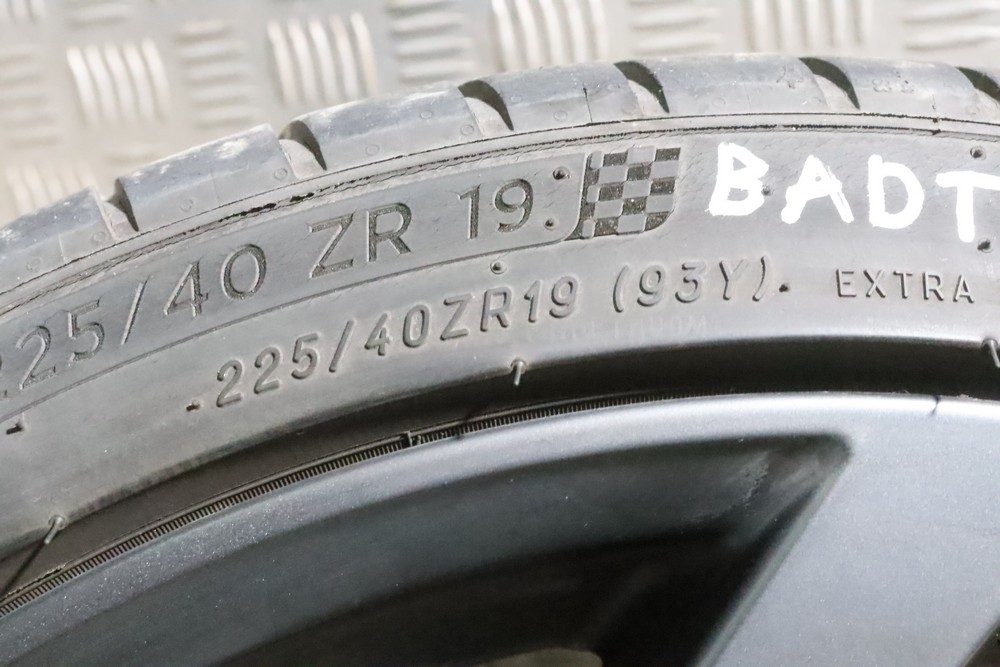 225/40 ZR 19
BADT
225/40ZR19 (93Y) EXTRA